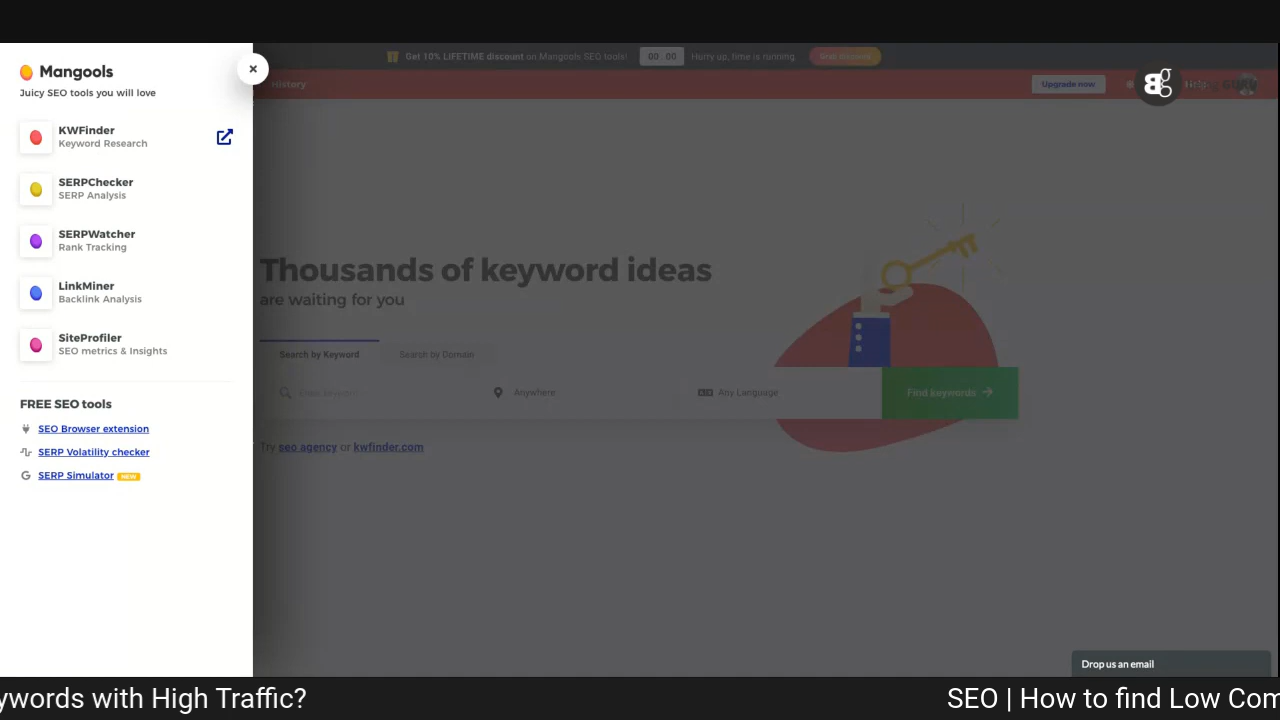 Get 10% LIFETIME discount on Mangools SEO tools!
00 : 00
Hurry up, time is running
Mangools
Juicy SEO tools you will love
History
Upgrade now
KWFinder
Keyword Research
SERPChecker
SERP Analysis
SERPWatcher
Rank Tracking
LinkMiner
Backlink Analysis
SiteProfiler
SEO metrics & Insights
FREE SEO tools
SEO Browser extension
SERP Volatility checker
SERP Simulator NEW
Thousands of keyword ideas
are waiting for you
Search by Keyword
Search by Domain
Anywhere
Any Language
Find keywords
Try seo agency or kwfinder.com
Drop us an email
ywords with High Traffic?
SEO | How to find Low Com